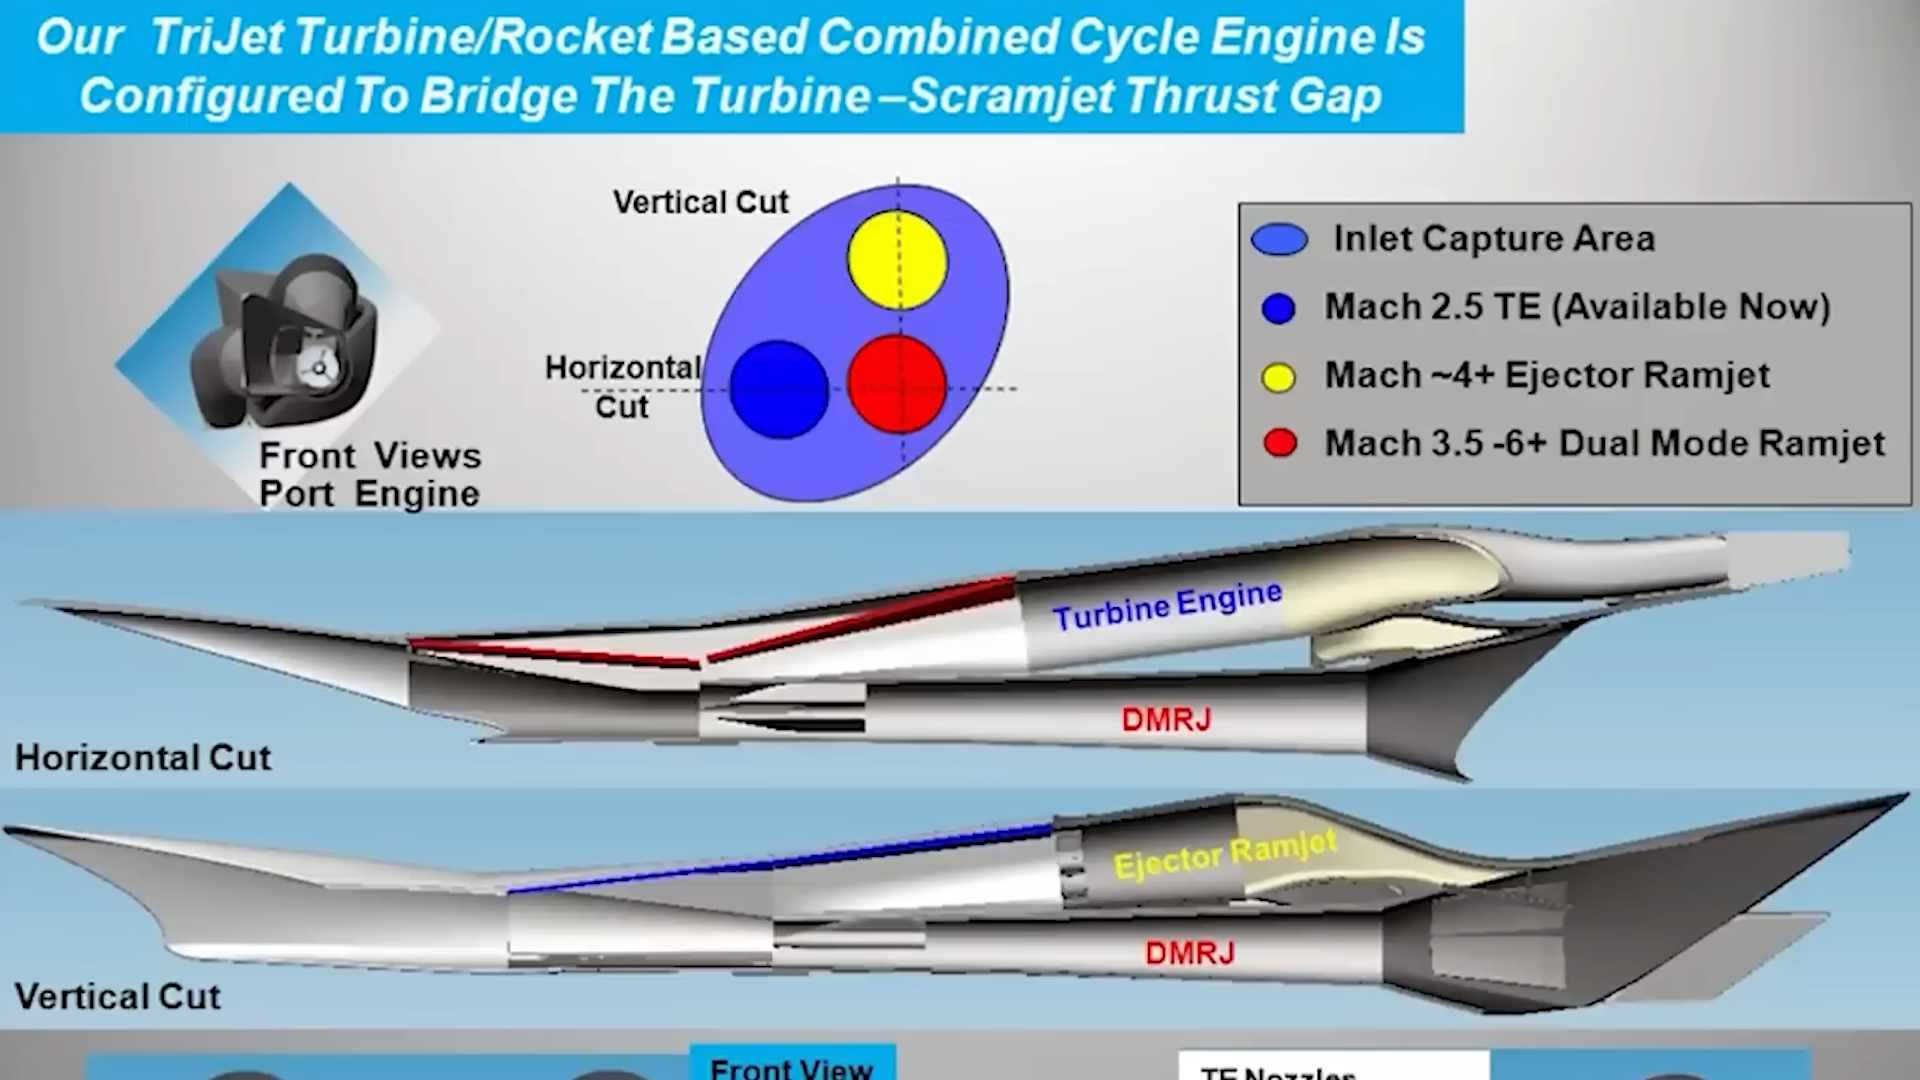 Our TriJet Turbine/Rocket Based Combined Cycle Engine Is
Configured To Bridge The Turbine –Scramjet Thrust Gap
Vertical Cut
Horizontal
Cut
Front Views
Port Engine
Inlet Capture Area
Mach 2.5 TE (Available Now)
Mach ~4+ Ejector Ramjet
Mach 3.5 -6+ Dual Mode Ramjet
Turbine Engine
DMRJ
Horizontal Cut
Ejector Ramjet
DMRJ
Vertical Cut
Front View
TE Nozzles